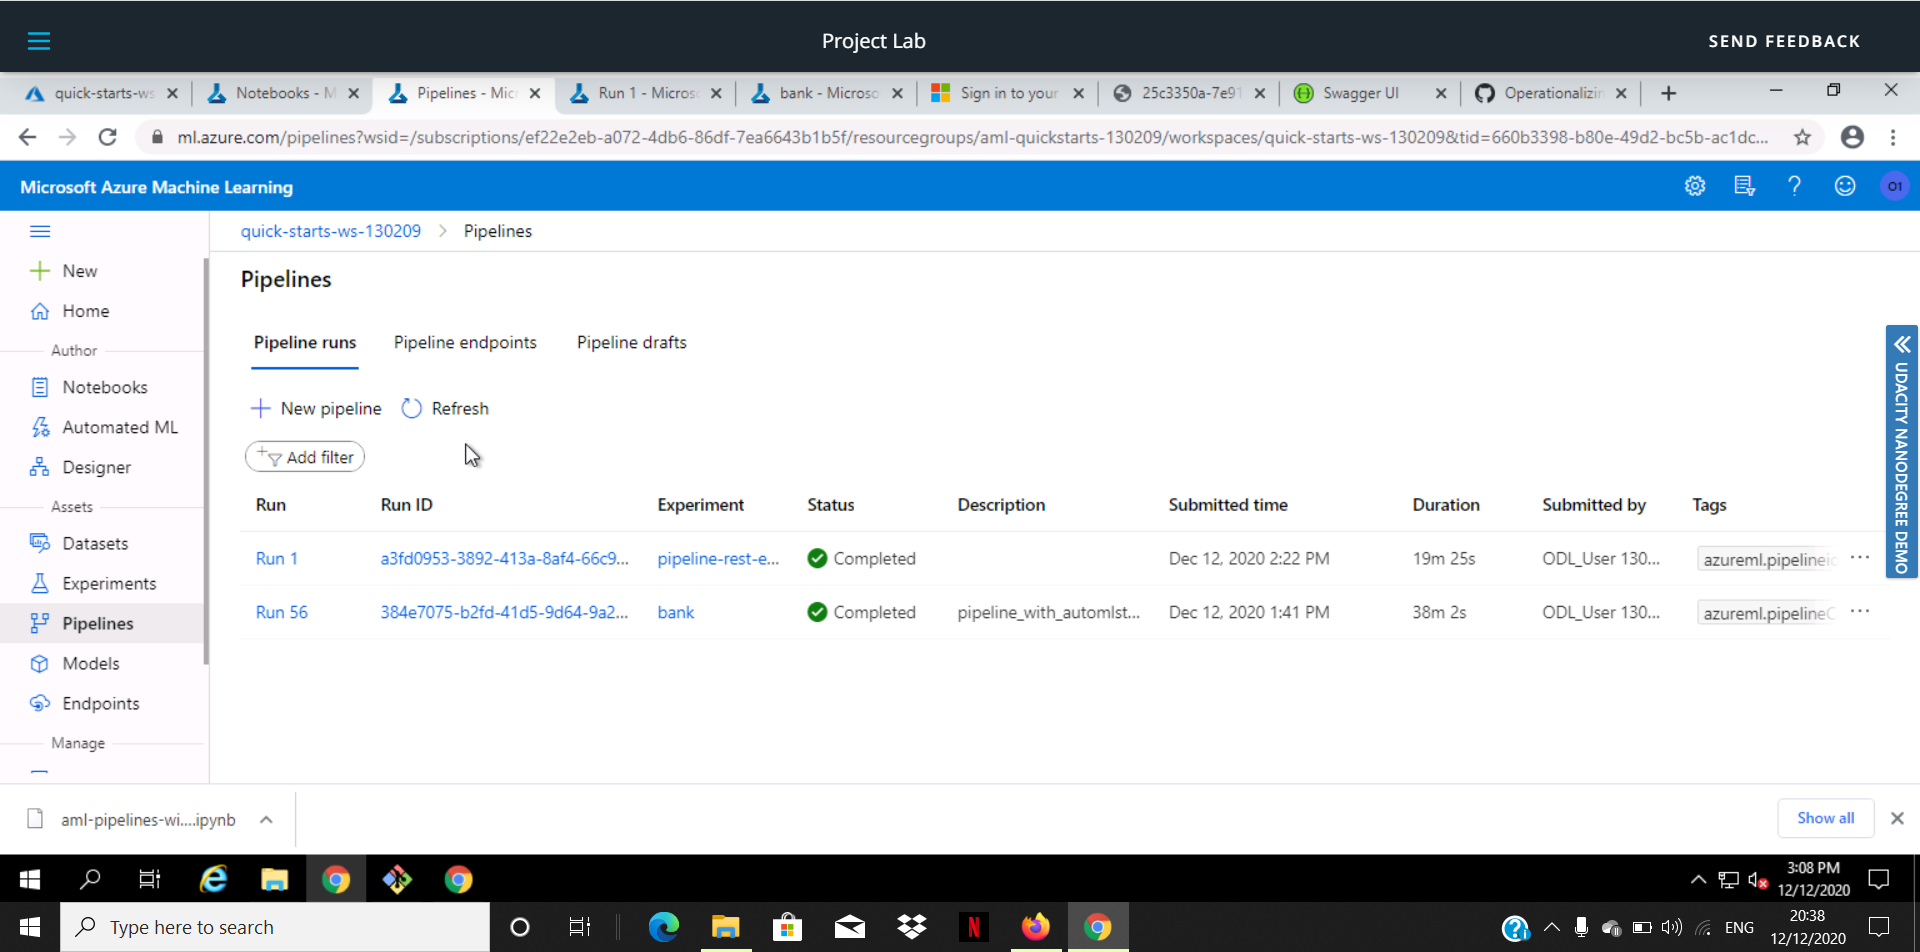 Project Lab
SEND FEEDBACK
quick-starts-ws
Notebooks - M
Pipelines - Mic
Run 1 - Micros
bank - Microso
Sign in to your
25c3350a-7e91
Swagger UI
Operationalizin
ml.azure.com/pipelines?wsid=/subscriptions/ef22e2eb-a072-4db6-86df-7ea6643b1b5f/resourcegroups/aml-quickstarts-130209/workspaces/quick-starts-ws-130209&tid=660b3398-b80e-49d2-bc5b-ac1dc...
Microsoft Azure Machine Learning
O1
quick-starts-ws-130209 > Pipelines
New
Home
Author
Notebooks
Automated ML
Designer
Assets
Datasets
Experiments
Pipelines
Models
Endpoints
Manage
Pipelines
Pipeline runs Pipeline endpoints Pipeline drafts
New pipeline Refresh
Add filter
Run Run ID Experiment Status Description Submitted time Duration Submitted by Tags
Run 1 a3fd0953-3892-413a-8af4-66c9... pipeline-rest-e... Completed Dec 12, 2020 2:22 PM 19m 25s ODL_User 130... azureml.pipelineid ...
Run 56 384e7075-b2fd-41d5-9d64-9a2... bank Completed pipeline_with_automlst... Dec 12, 2020 1:41 PM 38m 2s ODL_User 130... azureml.pipelineC ...
UDACITY NANODEGREE DEMO
aml-pipelines-wi....ipynb
Show all
3:08 PM
12/12/2020
Type here to search
ENG
20:38
12/12/2020